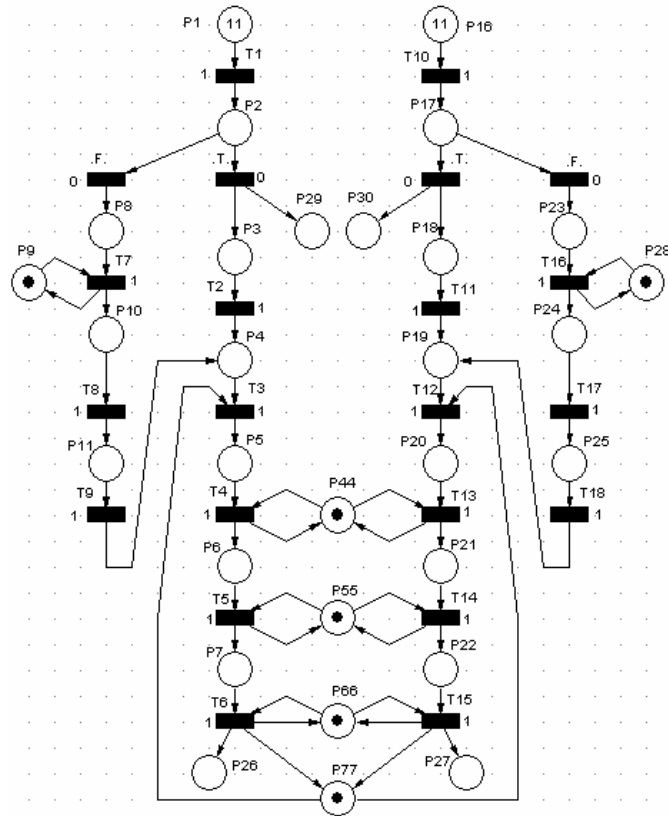 P1 11 11 P16
T1 T10
1 1
P2 P17
.F. .T. .T. .F.
0 0 0 0
P8 P29 P30 P23
P3 P18
P9 T7 T16 P28
1 1
P10 T2 T11 P24
1 1
P4 P19
T8 T3 T12 T17
1 1 1 1
P11 P5 P20 P25
T9 T4 P44 T13 T18
1 1 1 1
P6 P21
T5 P55 T14
1 1
P7 P22
T6 P66 T15
1 1
P26 P77 P27